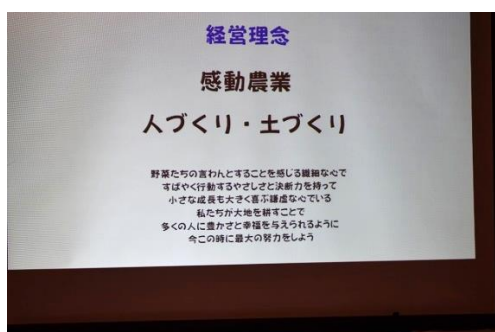 経営理念
感動農業
人づくり・土づくり
野菜たちの言わんとすることを感じる繊細な心で
すばやく行動するやさしさと決断力を持って
小さな成長も大きく喜ぶ謙虚な心でいる
私たちが大地を耕すことで
多くの人に豊かさと幸福を与えられるように
今この時に最大の努力をしよう